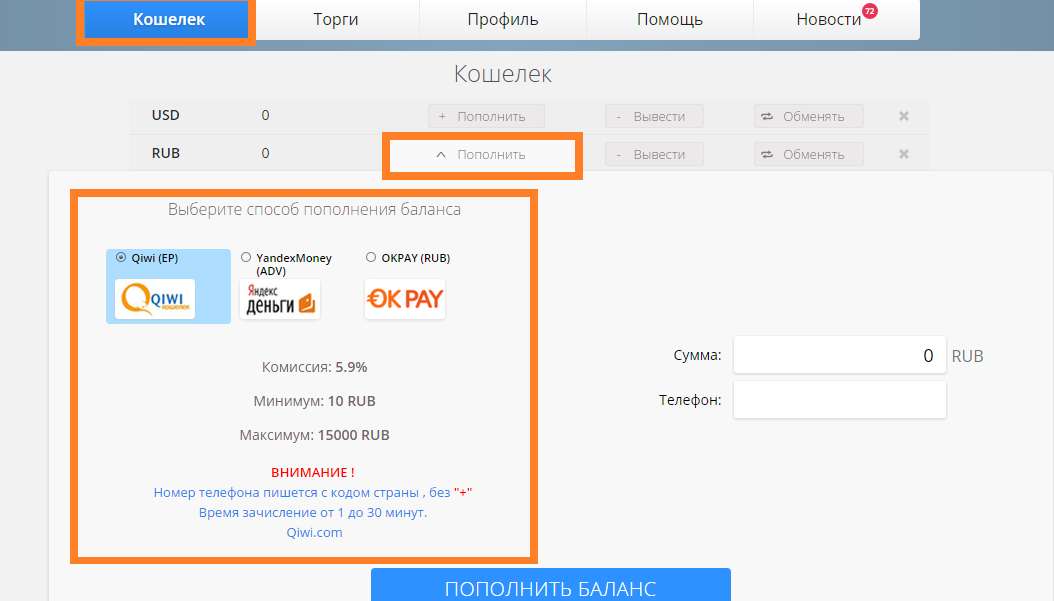 Кошелек Торги Профиль Помощь Новости 72
Кошелек
USD 0 + Пополнить - Вывести Обменять
RUB 0 Пополнить - Вывести Обменять
Выберите способ пополнения баланса
Qiwi (EP) YandexMoney OKPAY (RUB)
(ADV)
QIWI КОШЕЛЕК Яндекс деньги OK PAY
Комиссия: 5.9%
Минимум: 10 RUB
Максимум: 15000 RUB
ВНИМАНИЕ !
Номер телефона пишется с кодом страны , без "+"
Время зачисление от 1 до 30 минут.
Qiwi.com
Сумма: 0 RUB
Телефон:
ПОПОЛНИТЬ БАЛАНС